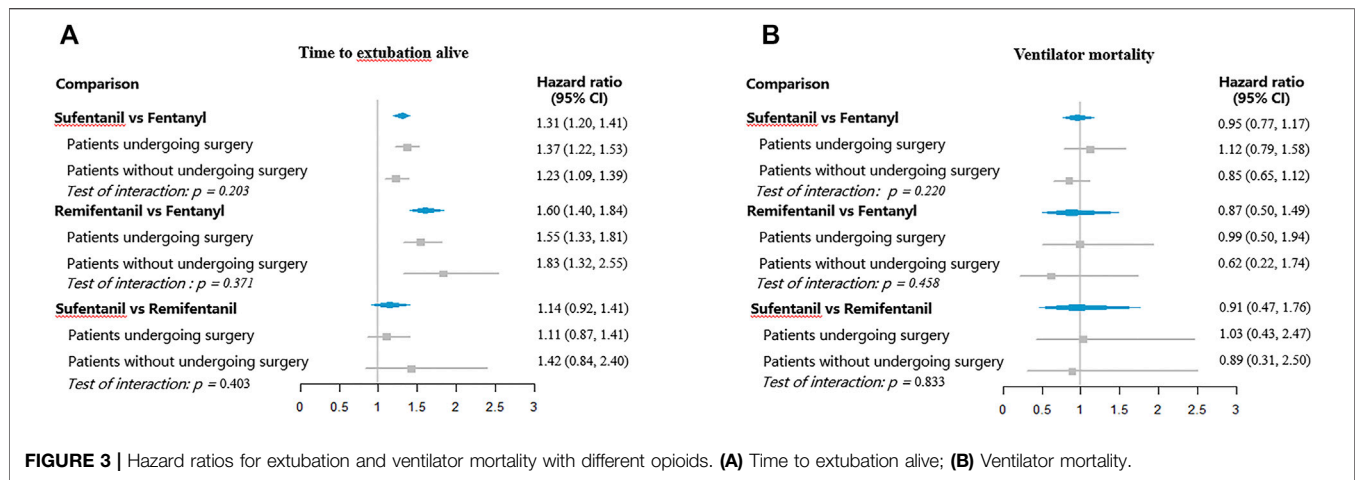 A
Time to extubation alive
Comparison
Hazard ratio
(95% CI)
Sufentanil vs Fentanyl
1.31 (1.20, 1.41)
Patients undergoing surgery
1.37 (1.22, 1.53)
Patients without undergoing surgery
1.23 (1.09, 1.39)
Test of interaction: p = 0.203
Remifentanil vs Fentanyl
1.60 (1.40, 1.84)
Patients undergoing surgery
1.55 (1.33, 1.81)
Patients without undergoing surgery
1.83 (1.32, 2.55)
Test of interaction : p = 0.371
Sufentanil vs Remifentanil
1.14 (0.92, 1.41)
Patients undergoing surgery
1.11 (0.87, 1.41)
Patients without undergoing surgery
1.42 (0.84, 2.40)
Test of interaction: p = 0.403
0 0.5 1 1.5 2 2.5 3
B
Ventilator mortality
Comparison
Hazard ratio
(95% CI)
Sufentanil vs Fentanyl
0.95 (0.77, 1.17)
Patients undergoing surgery
1.12 (0.79, 1.58)
Patients without undergoing surgery
0.85 (0.65, 1.12)
Test of interaction: p = 0.220
Remifentanil vs Fentanyl
0.87 (0.50, 1.49)
Patients undergoing surgery
0.99 (0.50, 1.94)
Patients without undergoing surgery
0.62 (0.22, 1.74)
Test of interaction: p = 0.458
Sufentanil vs Remifentanil
0.91 (0.47, 1.76)
Patients undergoing surgery
1.03 (0.43, 2.47)
Patients without undergoing surgery
0.89 (0.31, 2.50)
Test of interaction: p = 0.833
0 0.5 1 1.5 2 2.5 3
FIGURE 3 | Hazard ratios for extubation and ventilator mortality with different opioids. (A) Time to extubation alive; (B) Ventilator mortality.